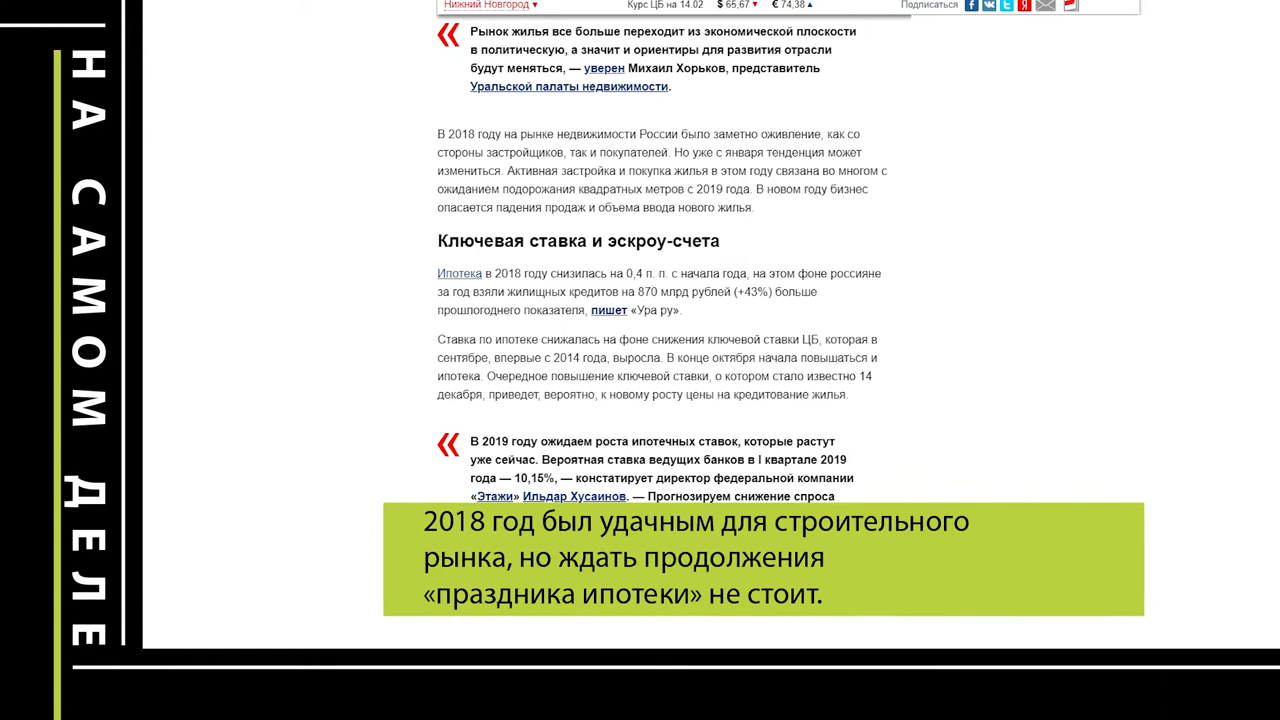 НА САМОМ ДЕЛЕ
Нижний Новгород
Курс ЦБ на 14.02 $ 65,67 € 74,38
Подписаться
Рынок жилья все больше переходит из экономической плоскости
в политическую, а значит и ориентиры для развития отрасли
будут меняться, — уверен Михаил Хорьков, представитель
Уральской палаты недвижимости.
В 2018 году на рынке недвижимости России было заметно оживление, как со
стороны застройщиков, так и покупателей. Но уже с января тенденция может
измениться. Активная застройка и покупка жилья в этом году связана во многом с
ожиданием подорожания квадратных метров с 2019 года. В новом году бизнес
опасается падения продаж и объема ввода нового жилья.
Ключевая ставка и эскроу-счета
Ипотека в 2018 году снизилась на 0,4 п. п. с начала года, на этом фоне россияне
за год взяли жилищных кредитов на 870 млрд рублей (+43%) больше
прошлогоднего показателя, пишет «Ура ру».
Ставка по ипотеке снижалась на фоне снижения ключевой ставки ЦБ, которая в
сентябре, впервые с 2014 года, выросла. В конце октября начала повышаться и
ипотека. Очередное повышение ключевой ставки, о котором стало известно 14
декабря, приведет, вероятно, к новому росту цены на кредитование жилья.
В 2019 году ожидаем роста ипотечных ставок, которые растут
уже сейчас. Вероятная ставка ведущих банков в I квартале 2019
года — 10,15%, — констатирует директор федеральной компании
«Этажи» Ильдар Хусаинов. — Прогнозируем снижение спроса
2018 год был удачным для строительного
рынка, но ждать продолжения
«праздника ипотеки» не стоит.